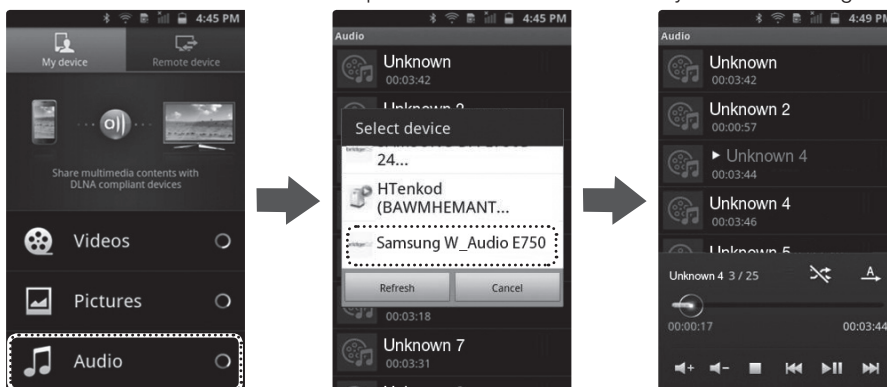 4:45 PM
My device
Remote device
Share multimedia contents with
DLNA compliant devices
Videos
Pictures
Audio
4:45 PM
Audio
Unknown
00:03:42
Select device
24...
HTenkod
(BAWMHEMANT...
Samsung W_Audio E750
Refresh
Cancel
00:03:18
Unknown 7
00:03:31
4:49 PM
Audio
Unknown
00:03:42
Unknown 2
00:00:57
Unknown 4
00:03:44
Unknown 4
00:03:46
Unknown 5
Unknown 4 3 / 25
A
00:00:17
00:03:44